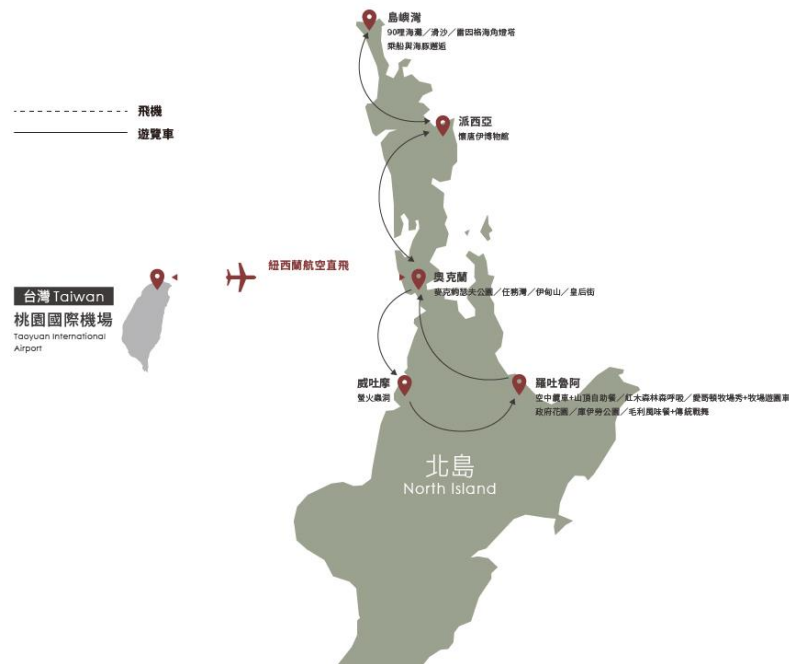 島嶼灣
90哩海灘／滑沙／雷因格海角燈塔
乘船與海豚邂逅
飛機
遊覽車
派西亞
懷唐伊博物館
紐西蘭航空直飛
奧克蘭
麥克勞瑟夫公園／任務灣／伊甸山／皇后街
台灣 Taiwan
桃園國際機場
Taoyuan International
Airport
威吐摩
螢火蟲洞
羅吐魯阿
空中纜車+山頂自助餐／紅木森林森呼吸／愛哥頓牧場秀+牧場遊園車
政府花園／庫伊勞公園／毛利風味餐+傳統戰舞
北島
North Island